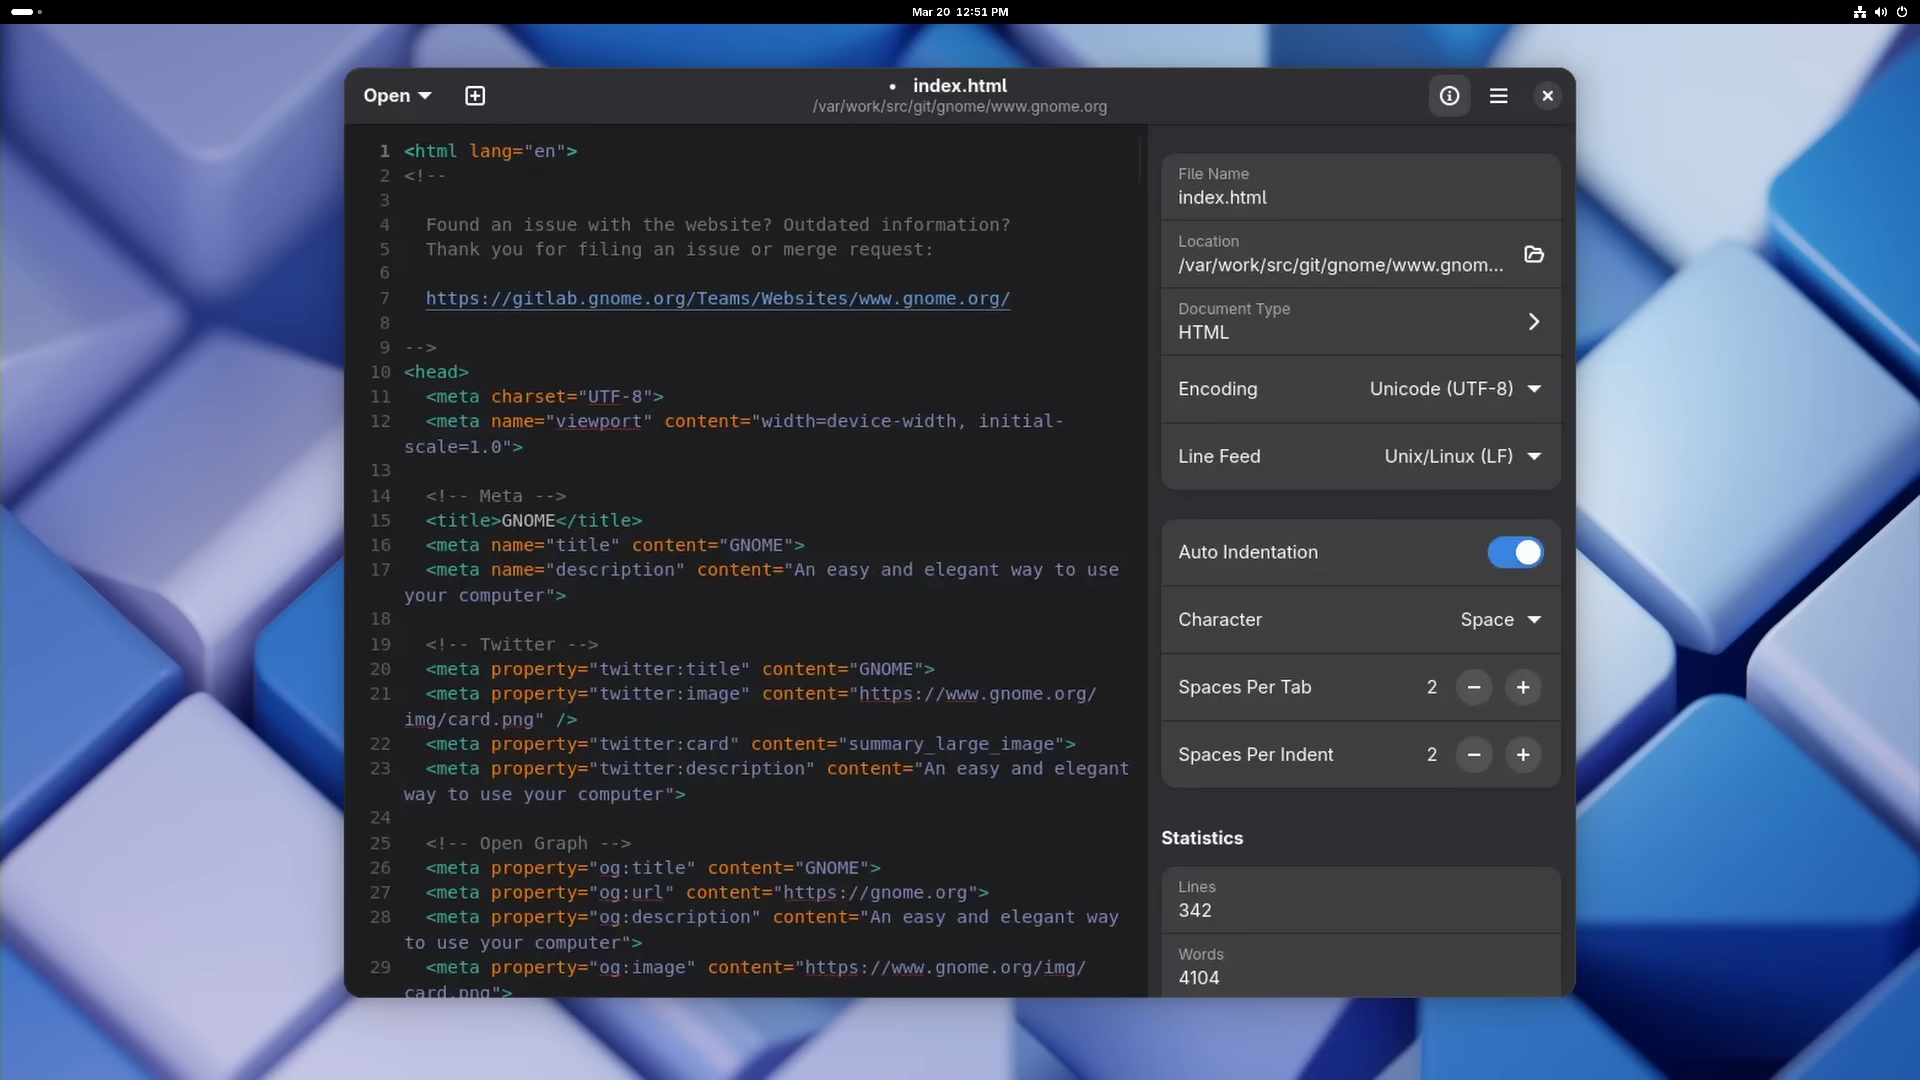 Mar 20 12:51 PM
Open
index.html
/var/work/src/git/gnome/www.gnome.org
1 <html lang="en">
2 <!--
3
4 Found an issue with the website? Outdated information?
5 Thank you for filing an issue or merge request:
6
7 https://gitlab.gnome.org/Teams/Websites/www.gnome.org/
8
9 -->
10 <head>
11 <meta charset="UTF-8">
12 <meta name="viewport" content="width=device-width, initial-
scale=1.0">
13
14 <!-- Meta -->
15 <title>GNOME</title>
16 <meta name="title" content="GNOME">
17 <meta name="description" content="An easy and elegant way to use
your computer">
18
19 <!-- Twitter -->
20 <meta property="twitter:title" content="GNOME">
21 <meta property="twitter:image" content="https://www.gnome.org/
img/card.png" />
22 <meta property="twitter:card" content="summary_large_image">
23 <meta property="twitter:description" content="An easy and elegant
way to use your computer">
24
25 <!-- Open Graph -->
26 <meta property="og:title" content="GNOME">
27 <meta property="og:url" content="https://gnome.org">
28 <meta property="og:description" content="An easy and elegant way
to use your computer">
29 <meta property="og:image" content="https://www.gnome.org/img/
card.png">
File Name
index.html
Location
/var/work/src/git/gnome/www.gnom...
Document Type
HTML
Encoding Unicode (UTF-8)
Line Feed Unix/Linux (LF)
Auto Indentation
Character Space
Spaces Per Tab 2
Spaces Per Indent 2
Statistics
Lines
342
Words
4104